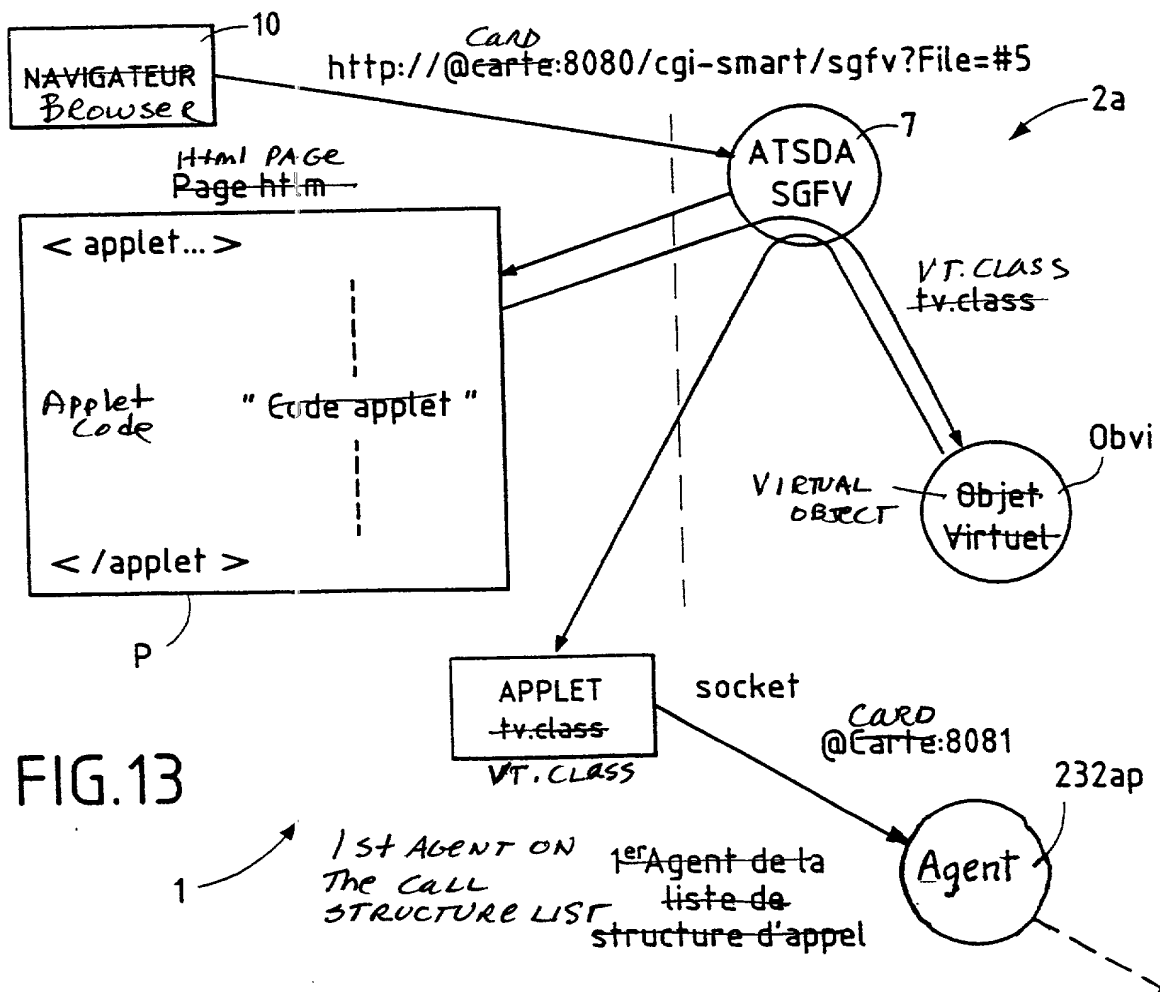 10
CARD
http://@carte:8080/cgi-smart/sgfv?File=#5
NAVIGATEUR
Browser
2a
7
ATSDA
SGFV
Html PAGE
Page htlm
< applet... >
VT.CLASS
tv.class
Applet
Code
" Code applet "
Obvi
VIRTUAL
OBJECT
Objet
Virtuel
< /applet >
P
APPLET
tv.class
VT.CLASS
socket
CARD
@Carte:8081
232ap
FIG.13
1
1st AGENT ON
The CALL
STRUCTURE LIST
1er Agent de la
liste de
structure d'appel
Agent